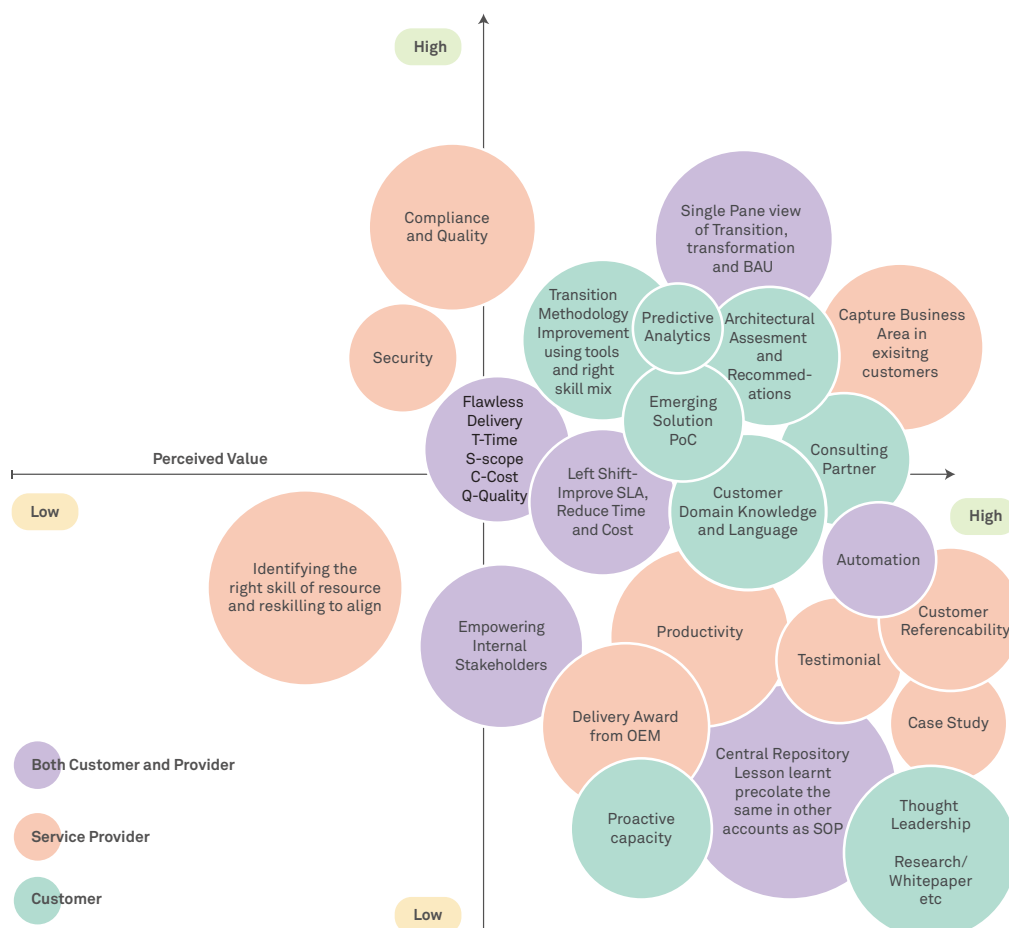 High
Compliance
and Quality
Single Pane view
of Transition,
transformation
and BAU
Transition
Methodology
Improvement
using tools
and right
skill mix
Predictive
Analytics
Architectural
Assesment
and
Recommed-
ations
Capture Business
Area in
exisitng
customers
Security
Flawless
Delivery
T-Time
S-scope
C-Cost
Q-Quality
Emerging
Solution
PoC
Consulting
Partner
Perceived Value
Low
High
Left Shift-
Improve SLA,
Reduce Time
and Cost
Customer
Domain Knowledge
and Language
Automation
Identifying the
right skill of resource
and reskilling to align
Empowering
Internal
Stakeholders
Productivity
Testimonial
Customer
Referencability
Delivery Award
from OEM
Case Study
Central Repository
Lesson learnt
precolate the
same in other
accounts as SOP
Proactive
capacity
Thought
Leadership
Research/
Whitepaper
etc
Both Customer and Provider
Service Provider
Customer
Low